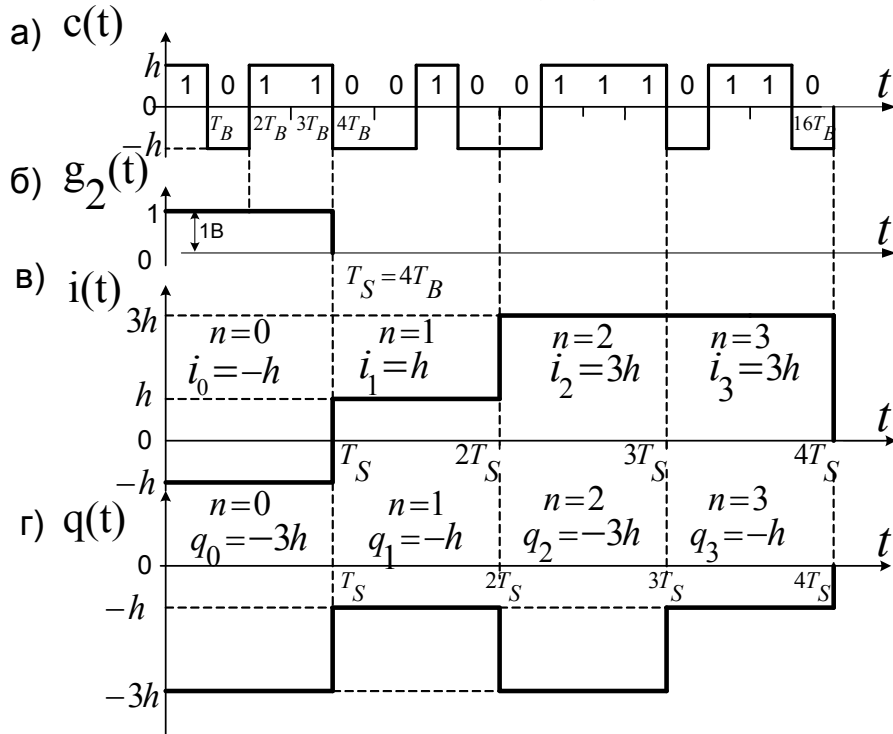 а) c(t)
h 1 0 1 1 0 0 1 0 0 1 1 1 0 1 1 0 t
0
T_B 2T_B 3T_B 4T_B 16T_B
−h
б) g_2(t)
1
1В
0 t
T_S=4T_B
в) i(t)
3h
n=0 n=1 n=2 n=3
i_0=−h i_1=h i_2=3h i_3=3h
h
0 t
T_S 2T_S 3T_S 4T_S
−h
г) q(t)
n=0 n=1 n=2 n=3
q_0=−3h q_1=−h q_2=−3h q_3=−h
0 t
T_S 2T_S 3T_S 4T_S
−h
−3h